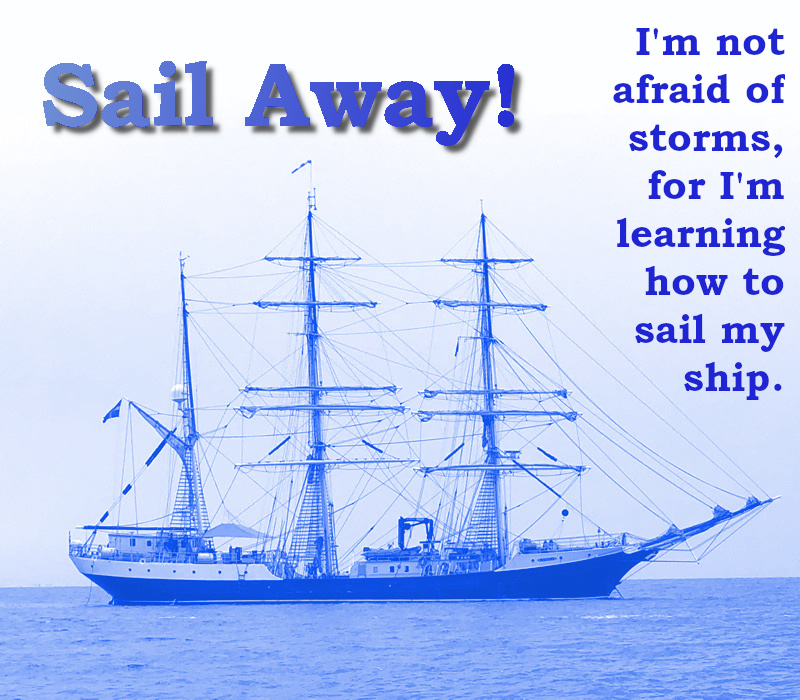 Sail Away!
I'm not
afraid of
storms,
for I'm
learning
how to
sail my
ship.